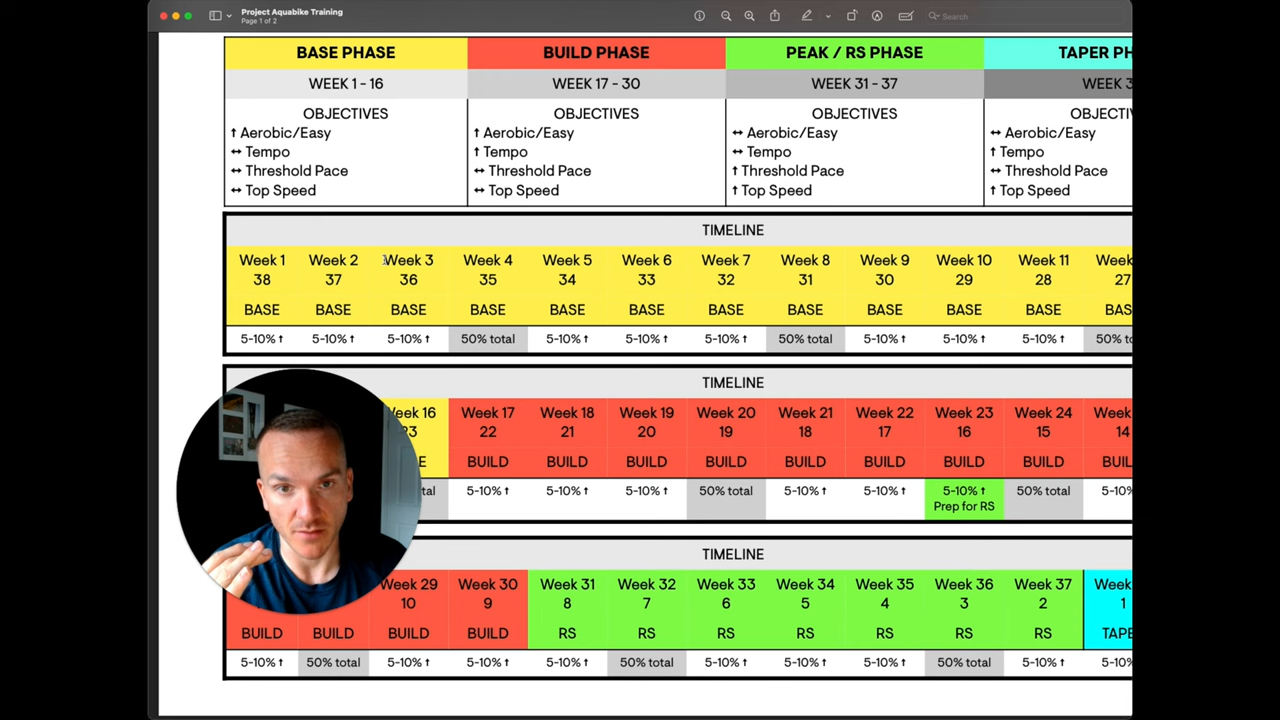 Project Aquabike Training
Page 1 of 2
Search
BASE PHASE BUILD PHASE PEAK / RS PHASE TAPER PH
WEEK 1 - 16 WEEK 17 - 30 WEEK 31 - 37 WEEK 3
OBJECTIVES OBJECTIVES OBJECTIVES OBJECTIV
↑ Aerobic/Easy ↑ Aerobic/Easy ↔ Aerobic/Easy ↔ Aerobic/Easy
↔ Tempo ↑ Tempo ↔ Tempo ↑ Tempo
↔ Threshold Pace ↔ Threshold Pace ↑ Threshold Pace ↔ Threshold Pace
↔ Top Speed ↔ Top Speed ↑ Top Speed ↑ Top Speed
TIMELINE
Week 1 Week 2 Week 3 Week 4 Week 5 Week 6 Week 7 Week 8 Week 9 Week 10 Week 11 Week
38 37 36 35 34 33 32 31 30 29 28 27
BASE BASE BASE BASE BASE BASE BASE BASE BASE BASE BASE BAS
5-10% ↑ 5-10% ↑ 5-10% ↑ 50% total 5-10% ↑ 5-10% ↑ 5-10% ↑ 50% total 5-10% ↑ 5-10% ↑ 5-10% ↑ 50% to
TIMELINE
Week 16 Week 17 Week 18 Week 19 Week 20 Week 21 Week 22 Week 23 Week 24 Week
23 22 21 20 19 18 17 16 15 14
E BUILD BUILD BUILD BUILD BUILD BUILD BUILD BUILD BUIL
tal 5-10% ↑ 5-10% ↑ 5-10% ↑ 50% total 5-10% ↑ 5-10% ↑ 5-10% ↑ 50% total 5-10
Prep for RS
TIMELINE
Week 29 Week 30 Week 31 Week 32 Week 33 Week 34 Week 35 Week 36 Week 37 Week
10 9 8 7 6 5 4 3 2 1
BUILD BUILD BUILD BUILD RS RS RS RS RS RS RS TAPE
5-10% ↑ 50% total 5-10% ↑ 5-10% ↑ 5-10% ↑ 50% total 5-10% ↑ 5-10% ↑ 5-10% ↑ 50% total 5-10% ↑ 5-10%